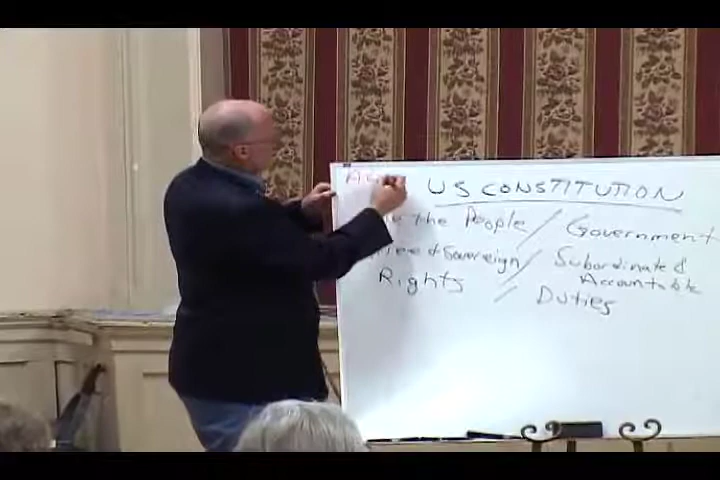 US CONSTITUTION
the People / Government
& Sovereign / Subordinate &
Accountable
Rights / Duties